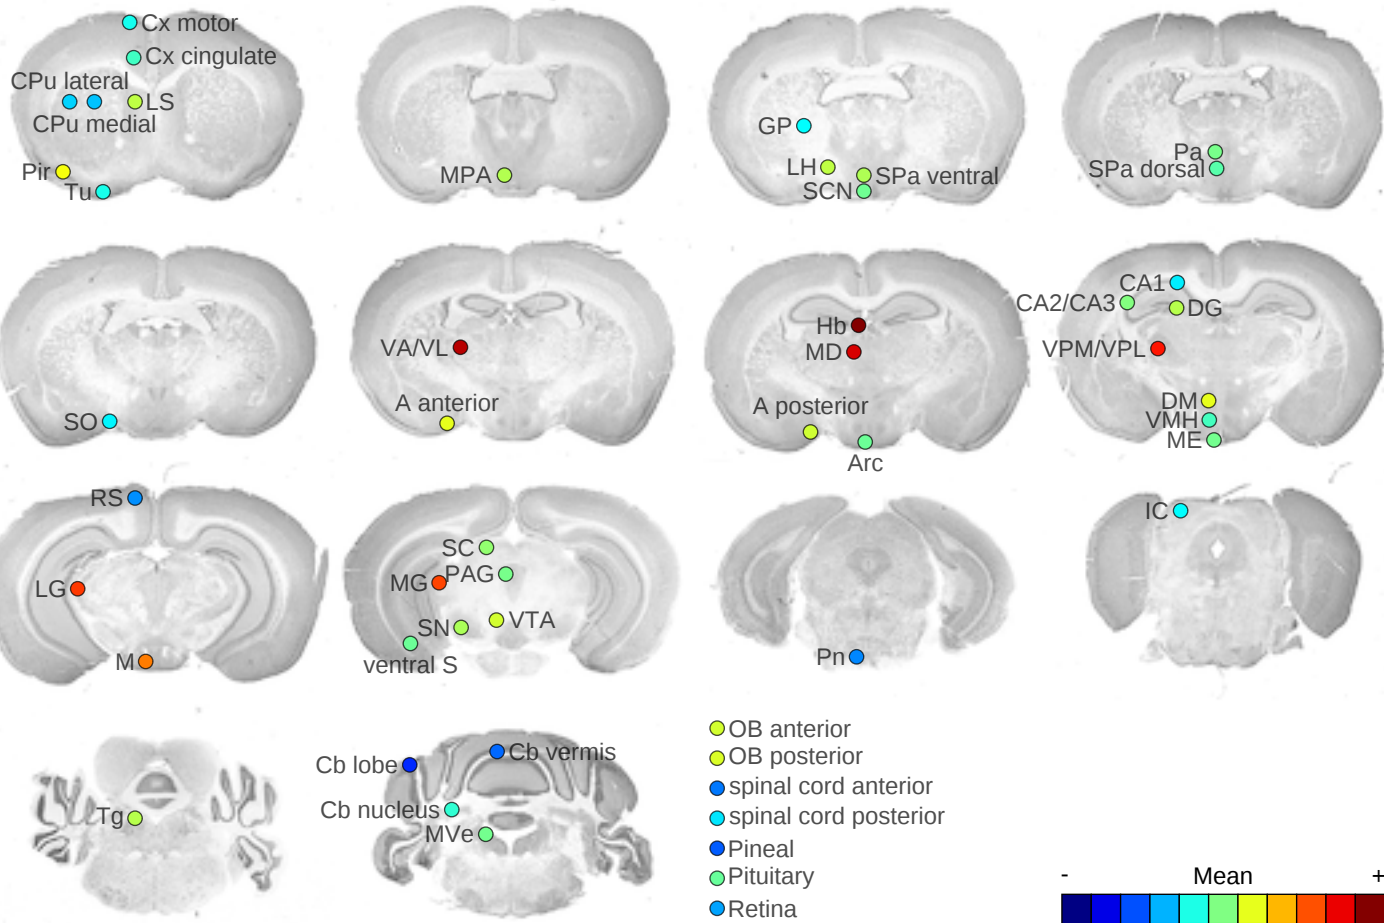 Cx motor
Cx cingulate
CPu lateral
LS
CPu medial
Pir
Tu
MPA
GP
LH
SPa ventral
SCN
Pa
SPa dorsal
SO
VA/VL
A anterior
Hb
MD
A posterior
Arc
CA1
CA2/CA3
DG
VPM/VPL
DM
VMH
ME
RS
LG
M
SC
MG
PAG
SN
VTA
ventral S
Pn
IC
Tg
Cb lobe
Cb vermis
Cb nucleus
MVe
OB anterior
OB posterior
spinal cord anterior
spinal cord posterior
Pineal
Pituitary
Retina
- Mean +